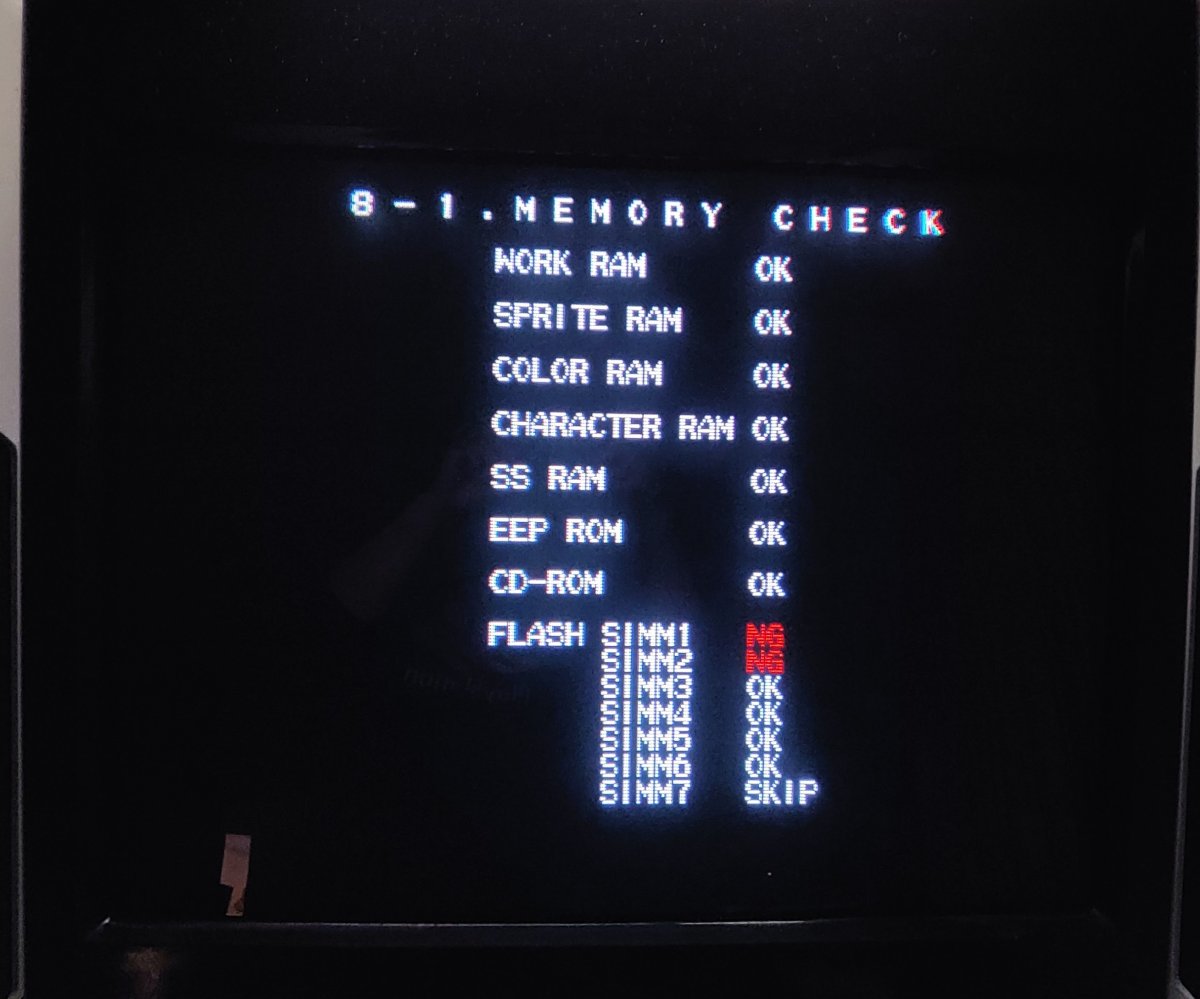 8-1.MEMORY CHECK
WORK RAM OK
SPRITE RAM OK
COLOR RAM OK
CHARACTER RAM OK
SS RAM OK
EEP ROM OK
CD-ROM OK
FLASH SIMM1 NG
SIMM2 NG
SIMM3 OK
SIMM4 OK
SIMM5 OK
SIMM6 OK
SIMM7 SKIP